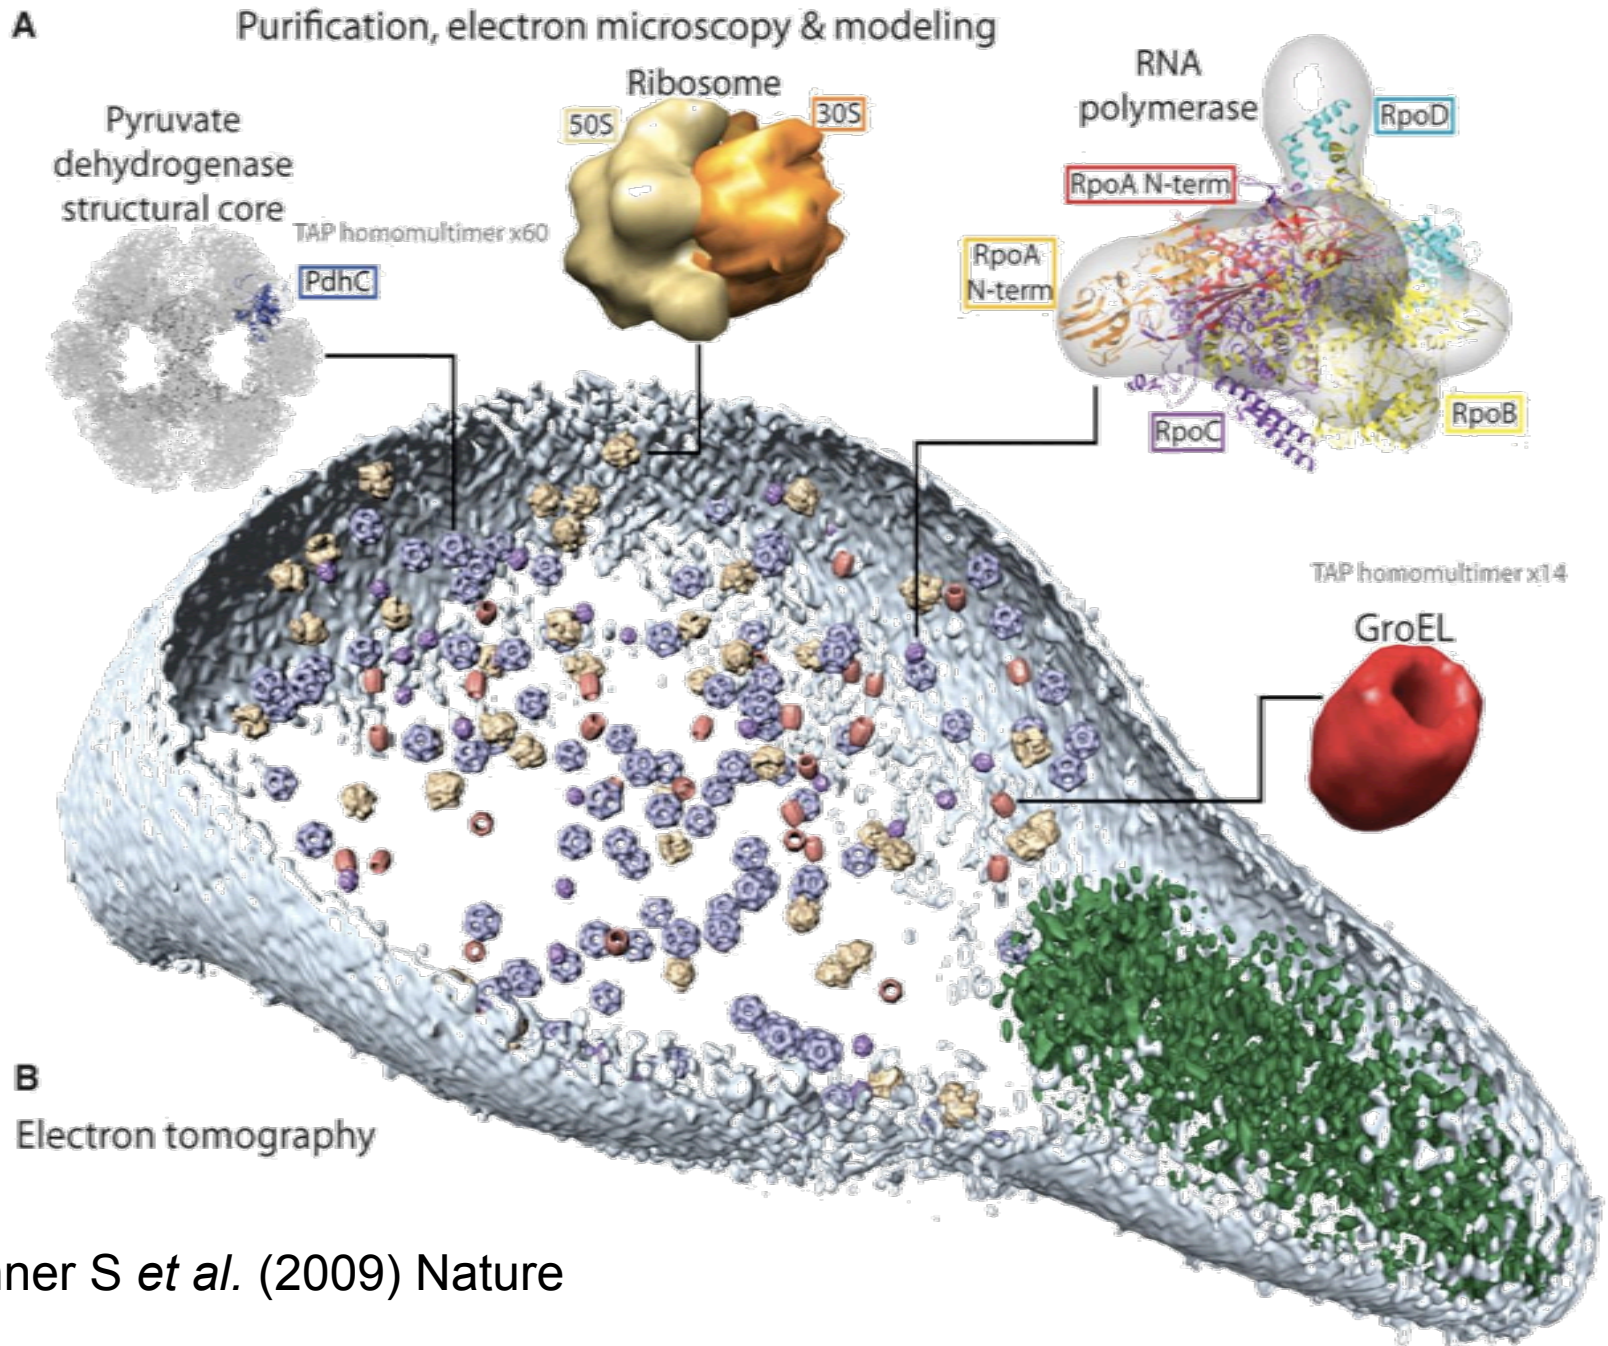 A
Purification, electron microscopy & modeling
Pyruvate
dehydrogenase
structural core
TAP homomultimer x60
PdhC
Ribosome
50S
30S
RNA
polymerase
RpoD
RpoA N-term
RpoA
N-term
RpoC
RpoB
TAP homomultimer x14
GroEL
B
Electron tomography
ner S et al. (2009) Nature